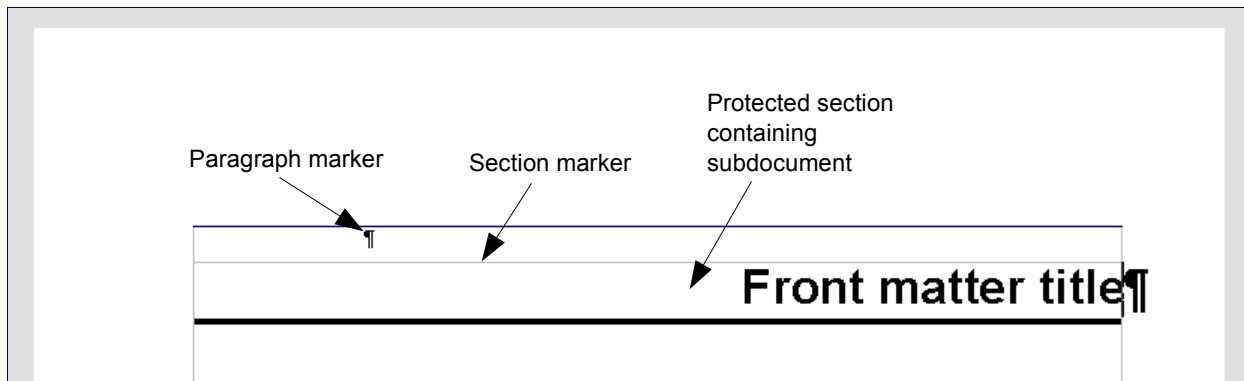 Protected section
containing
subdocument
Paragraph marker
Section marker
¶
Front matter title¶